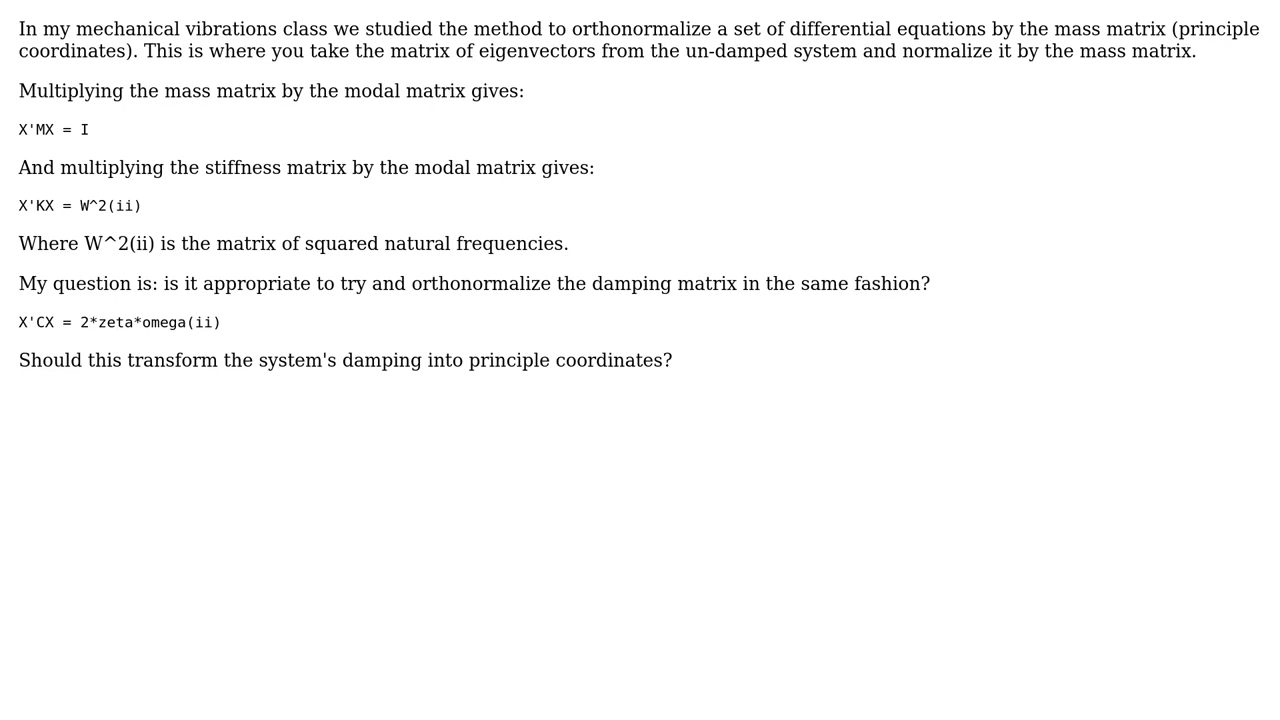 In my mechanical vibrations class we studied the method to orthonormalize a set of differential equations by the mass matrix (principle
coordinates). This is where you take the matrix of eigenvectors from the un-damped system and normalize it by the mass matrix.
Multiplying the mass matrix by the modal matrix gives:
X'MX = I
And multiplying the stiffness matrix by the modal matrix gives:
X'KX = W^2(ii)
Where W^2(ii) is the matrix of squared natural frequencies.
My question is: is it appropriate to try and orthonormalize the damping matrix in the same fashion?
X'CX = 2*zeta*omega(ii)
Should this transform the system's damping into principle coordinates?